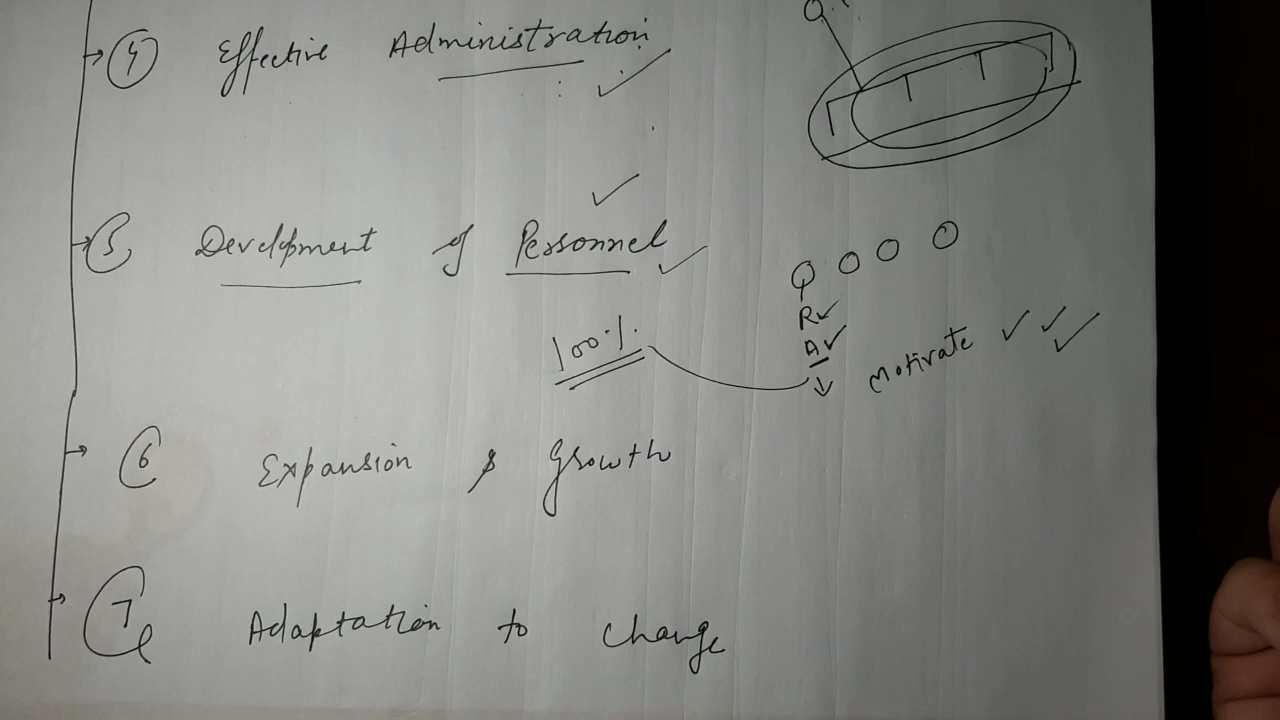 4 Effective Administration
5 Development of Personnel
100%
R
A
Motivate
6 Expansion & Growth
7 Adaptation to change